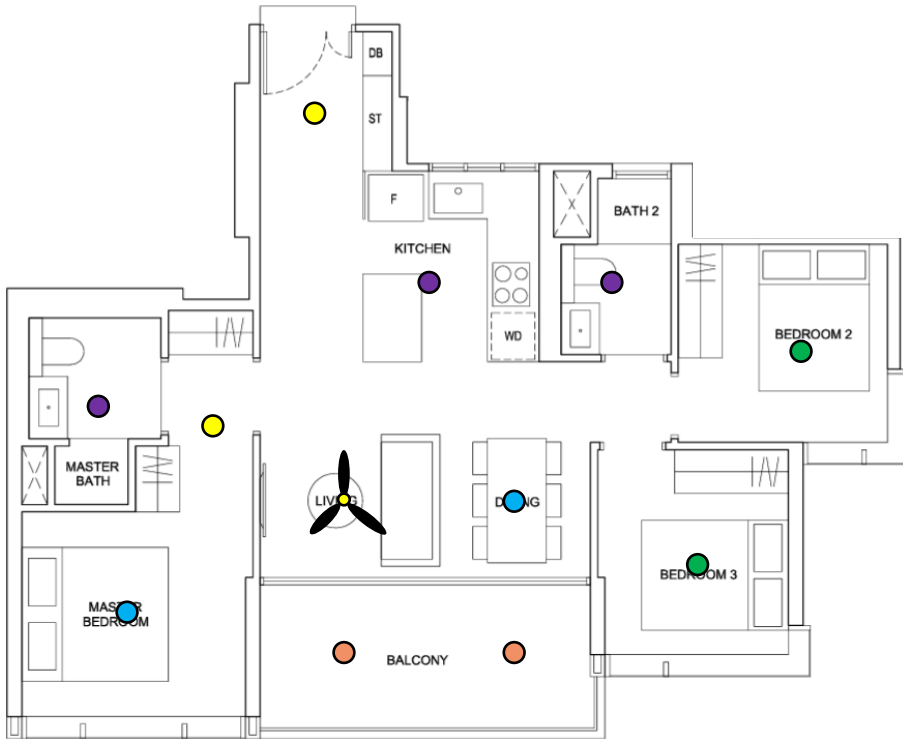 DB
ST
F
BATH 2
KITCHEN
WD
BEDROOM 2
MASTER
BATH
LIVING
DINING
BEDROOM 3
MASTER
BEDROOM
BALCONY